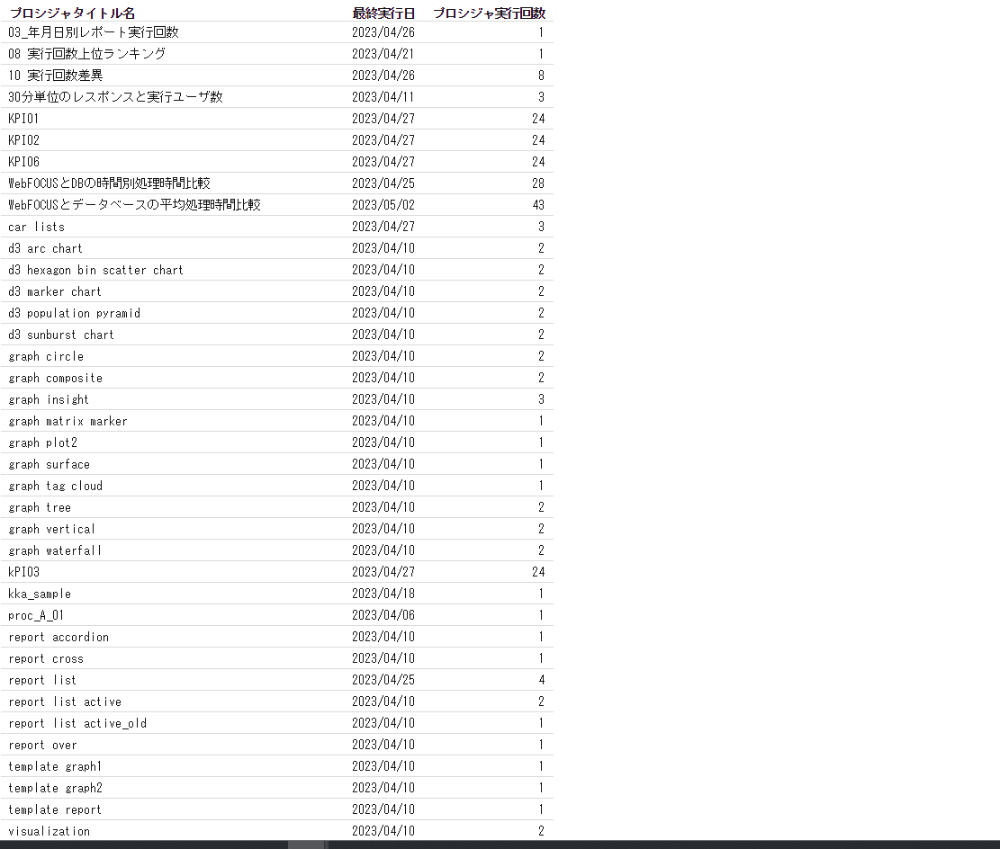 プロシジャタイトル名 最終実行日 プロシジャ実行回数
03_年月日別レポート実行回数 2023/04/26 1
08 実行回数上位ランキング 2023/04/21 1
10 実行回数差異 2023/04/26 8
30分単位のレスポンスと実行ユーザ数 2023/04/11 3
KPI01 2023/04/27 24
KPI02 2023/04/27 24
KPI06 2023/04/27 24
WebFOCUSとDBの時間別処理時間比較 2023/04/25 28
WebFOCUSとデータベースの平均処理時間比較 2023/05/02 43
car lists 2023/04/27 3
d3 arc chart 2023/04/10 2
d3 hexagon bin scatter chart 2023/04/10 2
d3 marker chart 2023/04/10 2
d3 population pyramid 2023/04/10 2
d3 sunburst chart 2023/04/10 2
graph circle 2023/04/10 2
graph composite 2023/04/10 2
graph insight 2023/04/10 3
graph matrix marker 2023/04/10 1
graph plot2 2023/04/10 1
graph surface 2023/04/10 1
graph tag cloud 2023/04/10 1
graph tree 2023/04/10 2
graph vertical 2023/04/10 2
graph waterfall 2023/04/10 2
kPI03 2023/04/27 24
kka_sample 2023/04/18 1
proc_A_01 2023/04/06 1
report accordion 2023/04/10 1
report cross 2023/04/10 1
report list 2023/04/25 4
report list active 2023/04/10 2
report list active_old 2023/04/10 1
report over 2023/04/10 1
template graph1 2023/04/10 1
template graph2 2023/04/10 1
template report 2023/04/10 1
visualization 2023/04/10 2